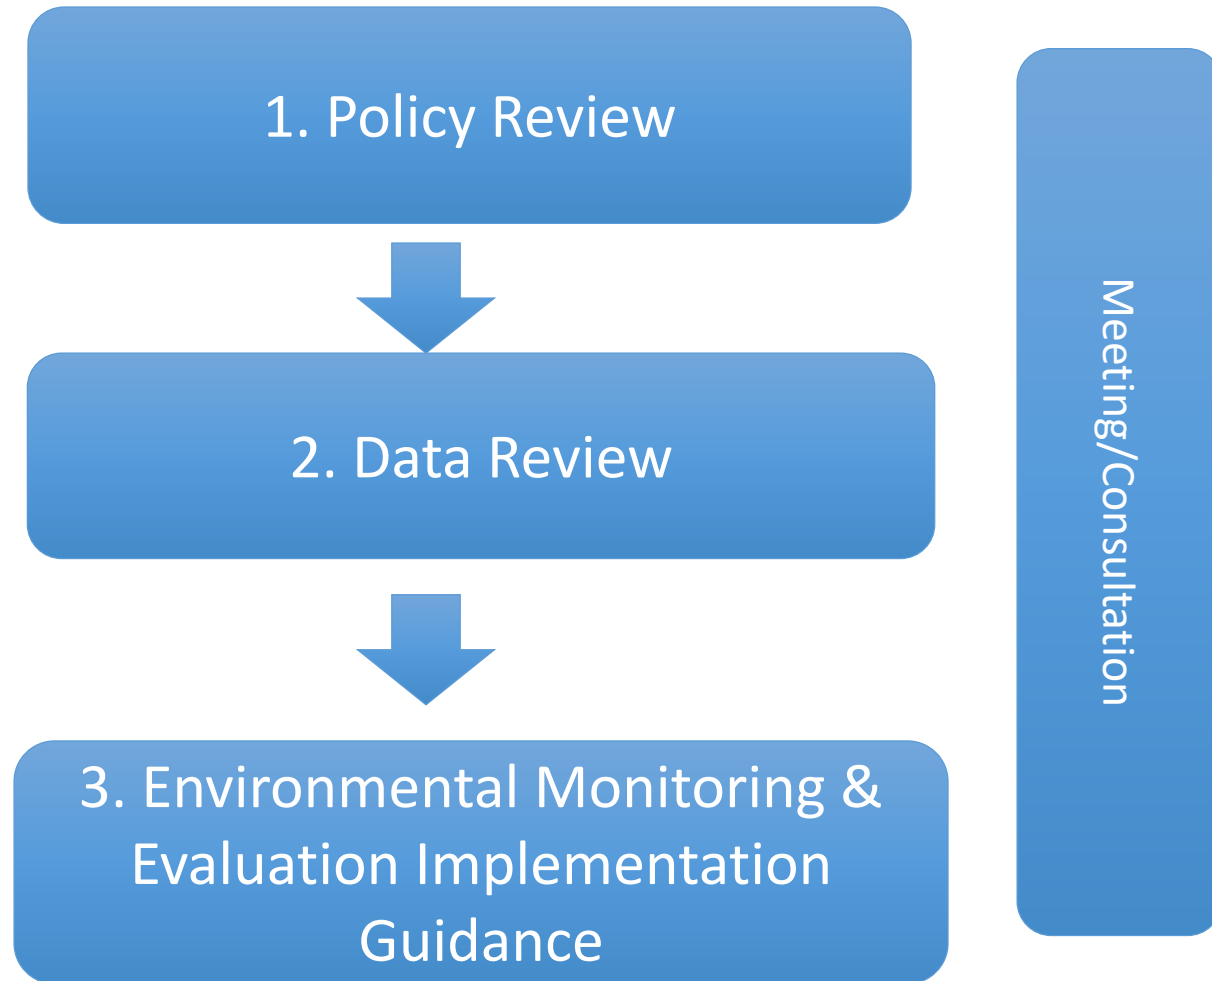 1. Policy Review
2. Data Review
3. Environmental Monitoring &
Evaluation Implementation
Guidance
Meeting/Consultation